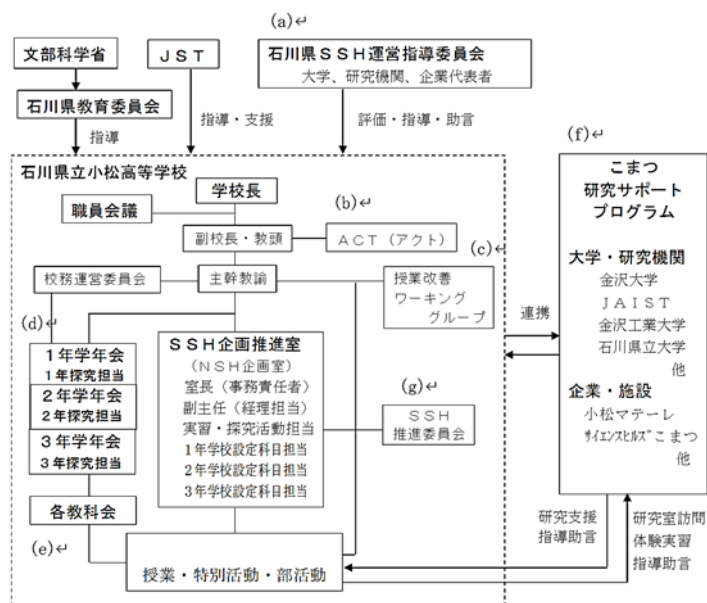 (a)↵
文部科学省
ＪＳＴ
石川県ＳＳＨ運営指導委員会
大学、研究機関、企業代表者
石川県教育委員会
指導
指導・支援
評価・指導・助言
(f)↵
石川県立小松高等学校
学校長
職員会議
(b)↵
副校長・教頭
ＡＣＴ（アクト）
(c)↵
校務運営委員会
主幹教諭
授業改善
ワーキング
グループ
(d)↵
１年学年会
１年探究担当
２年学年会
２年探究担当
３年学年会
３年探究担当
各教科会
(e)↵
ＳＳＨ企画推進室
（ＮＳＨ企画室）
室長（事務責任者）
副主任（経理担当）
実習・探究活動担当
１年学校設定科目担当
２年学校設定科目担当
３年学校設定科目担当
(g)↵
ＳＳＨ
推進委員会
授業・特別活動・部活動
連携
こまつ
研究サポート
プログラム
大学・研究機関
金沢大学
ＪＡＩＳＴ
金沢工業大学
石川県立大学
他
企業・施設
小松マテーレ
ｻｲｴﾝｽﾋﾙｽﾞこまつ
他
研究支援
指導助言
研究室訪問
体験実習
指導助言